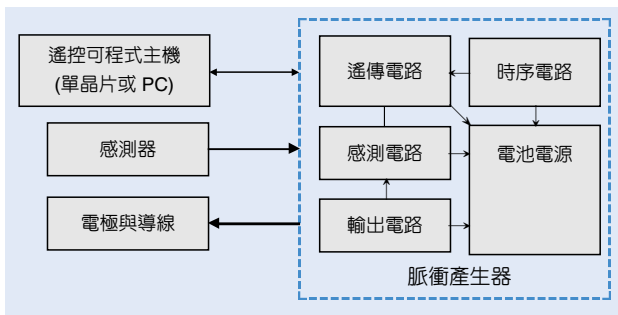 遙控可程式主機
(單晶片或 PC)
感測器
電極與導線
遙傳電路
時序電路
感測電路
電池電源
輸出電路
脈衝產生器